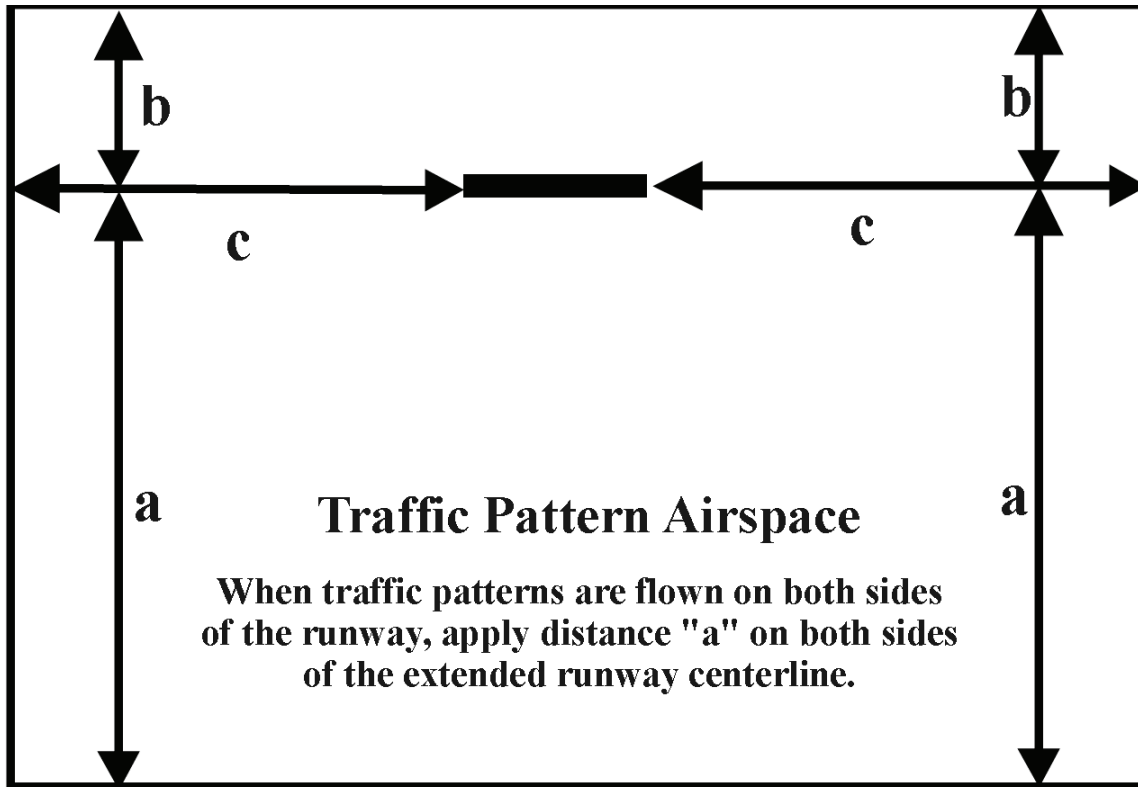 b
b
c
c
a
a
Traffic Pattern Airspace
When traffic patterns are flown on both sides
of the runway, apply distance "a" on both sides
of the extended runway centerline.